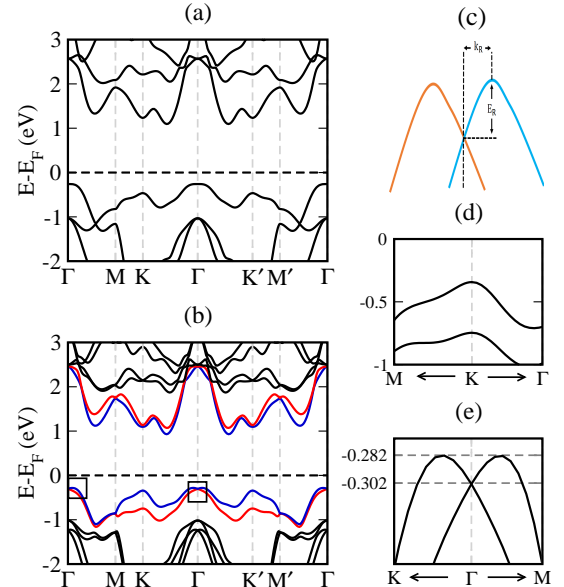 (a)
3
2
1
0
-1
-2
E-E_F (eV)
Γ M K Γ K′ M′ Γ
(b)
3
2
1
0
-1
-2
E-E_F (eV)
Γ M K Γ K′ M′ Γ
(c)
k_R
E_R
(d)
0
-0.5
-1
M ← K → Γ
(e)
-0.282
-0.302
K ← Γ → M